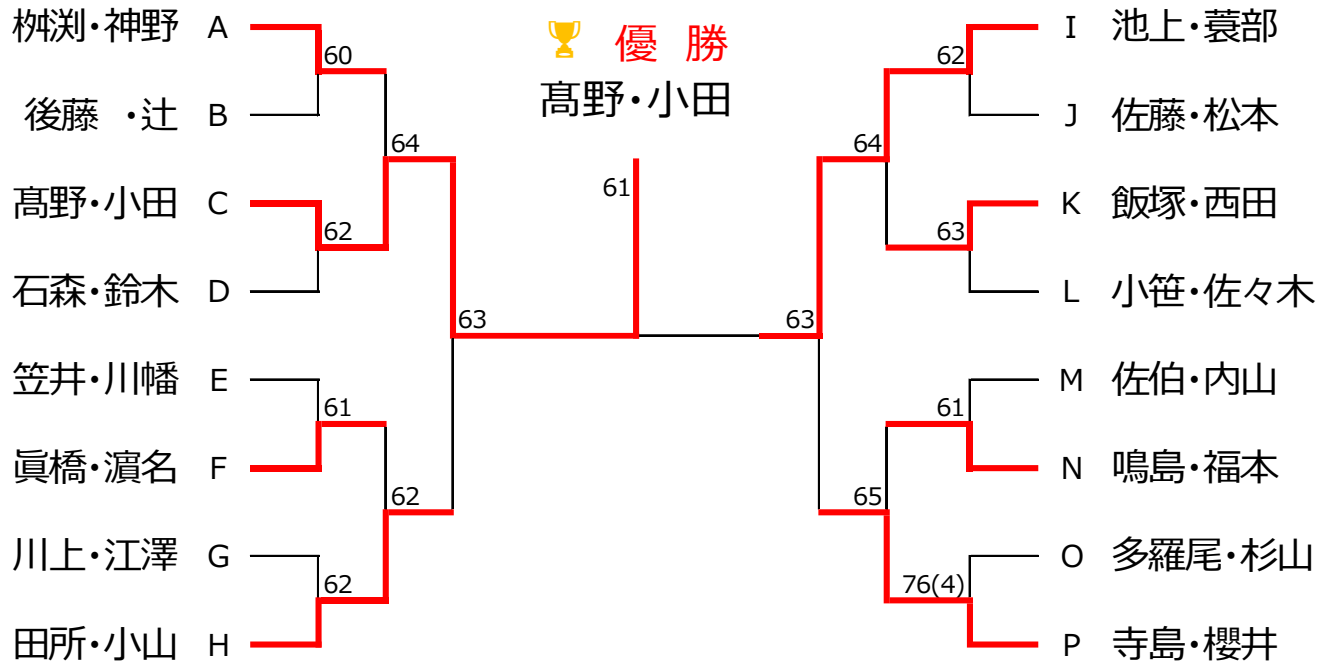 桝渕・神野 A
後藤 ・辻 B
髙野・小田 C
石森・鈴木 D
笠井・川幡 E
眞橋・濵名 F
川上・江澤 G
田所・小山 H
60
62
61
62
64
62
63
優 勝
髙野・小田
61
63
64
65
62
63
61
76(4)
I 池上・蓑部
J 佐藤・松本
K 飯塚・西田
L 小笹・佐々木
M 佐伯・内山
N 鳴島・福本
O 多羅尾・杉山
P 寺島・櫻井